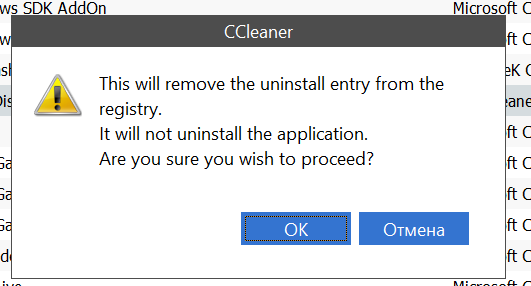 ws SDK AddOn Microsoft C
CCleaner
This will remove the uninstall entry from the
registry.
It will not uninstall the application.
Are you sure you wish to proceed?
OK Отмена